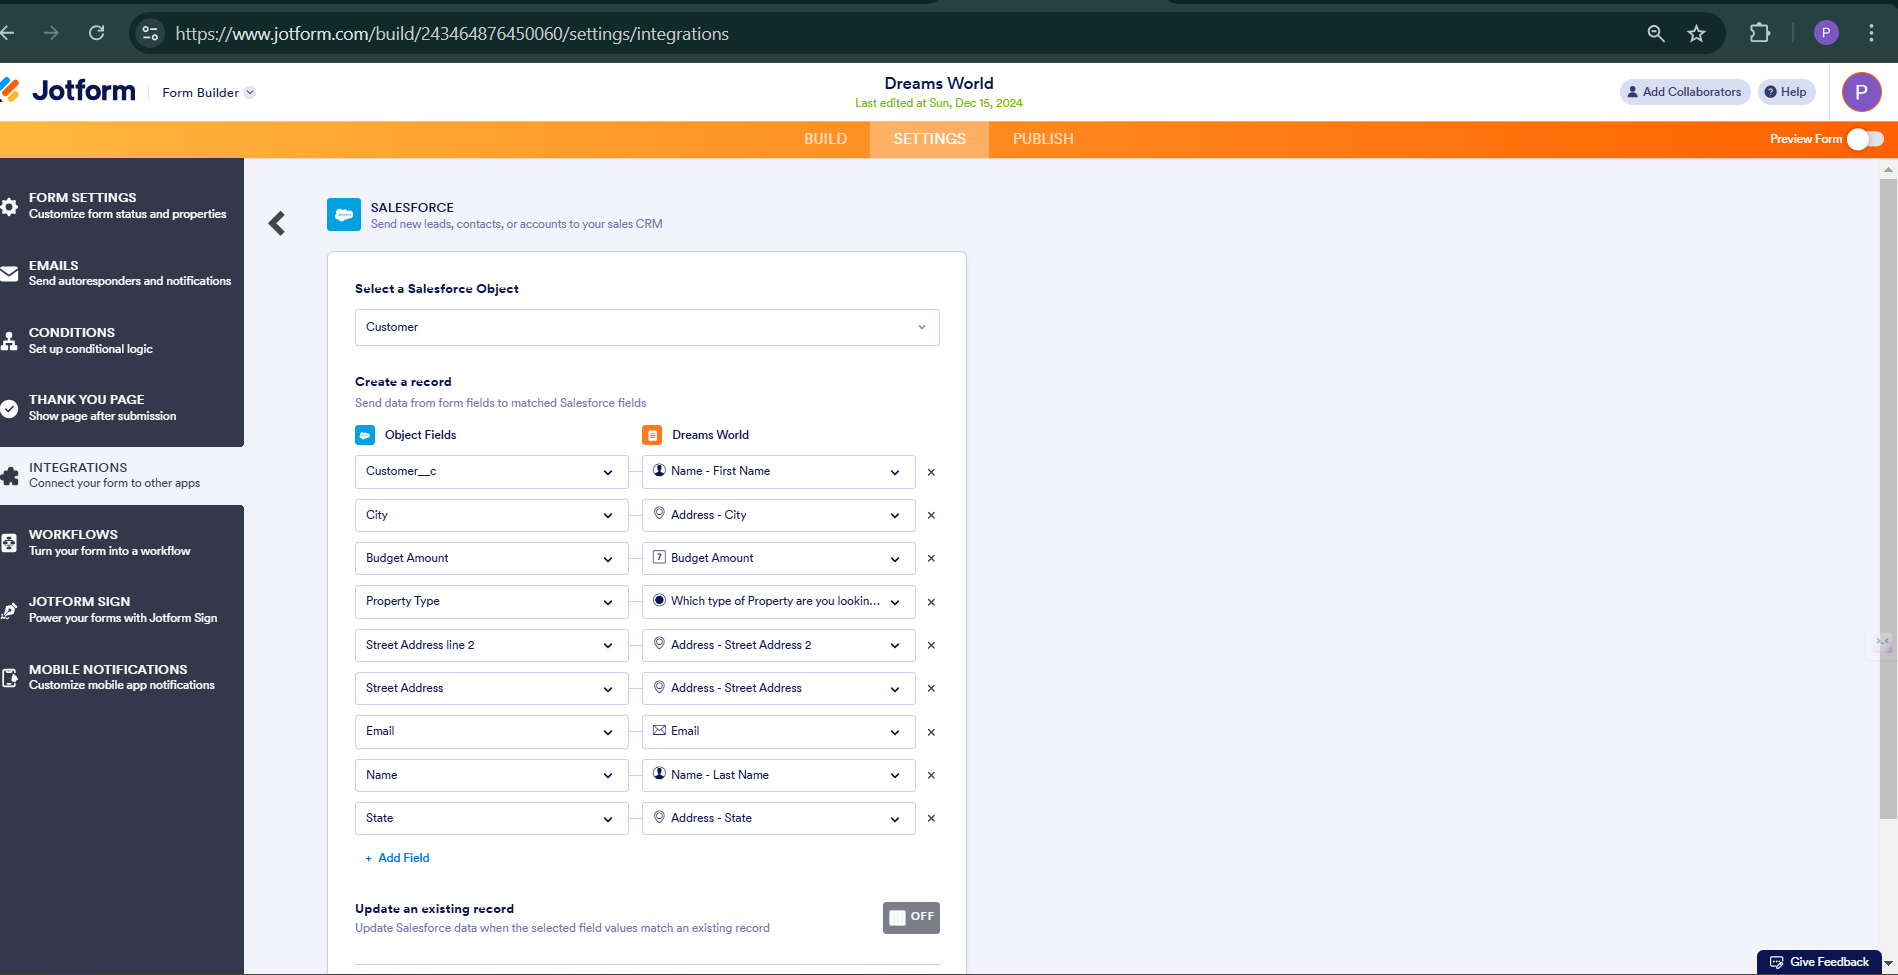 https://www.jotform.com/build/243464876450060/settings/integrations
P
Jotform
Form Builder
Dreams World
Last edited at Sun, Dec 15, 2024
Add Collaborators
Help
P
BUILD
SETTINGS
PUBLISH
Preview Form
FORM SETTINGS
Customize form status and properties
EMAILS
Send autoresponders and notifications
CONDITIONS
Set up conditional logic
THANK YOU PAGE
Show page after submission
INTEGRATIONS
Connect your form to other apps
WORKFLOWS
Turn your form into a workflow
JOTFORM SIGN
Power your forms with Jotform Sign
MOBILE NOTIFICATIONS
Customize mobile app notifications
SALESFORCE
Send new leads, contacts, or accounts to your sales CRM
Select a Salesforce Object
Customer
Create a record
Send data from form fields to matched Salesforce fields
Object Fields
Dreams World
Customer__c
Name - First Name
City
Address - City
Budget Amount
7 Budget Amount
Property Type
Which type of Property are you lookin...
Street Address line 2
Address - Street Address 2
Street Address
Address - Street Address
Email
Email
Name
Name - Last Name
State
Address - State
+ Add Field
Update an existing record
Update Salesforce data when the selected field values match an existing record
OFF
Give Feedback